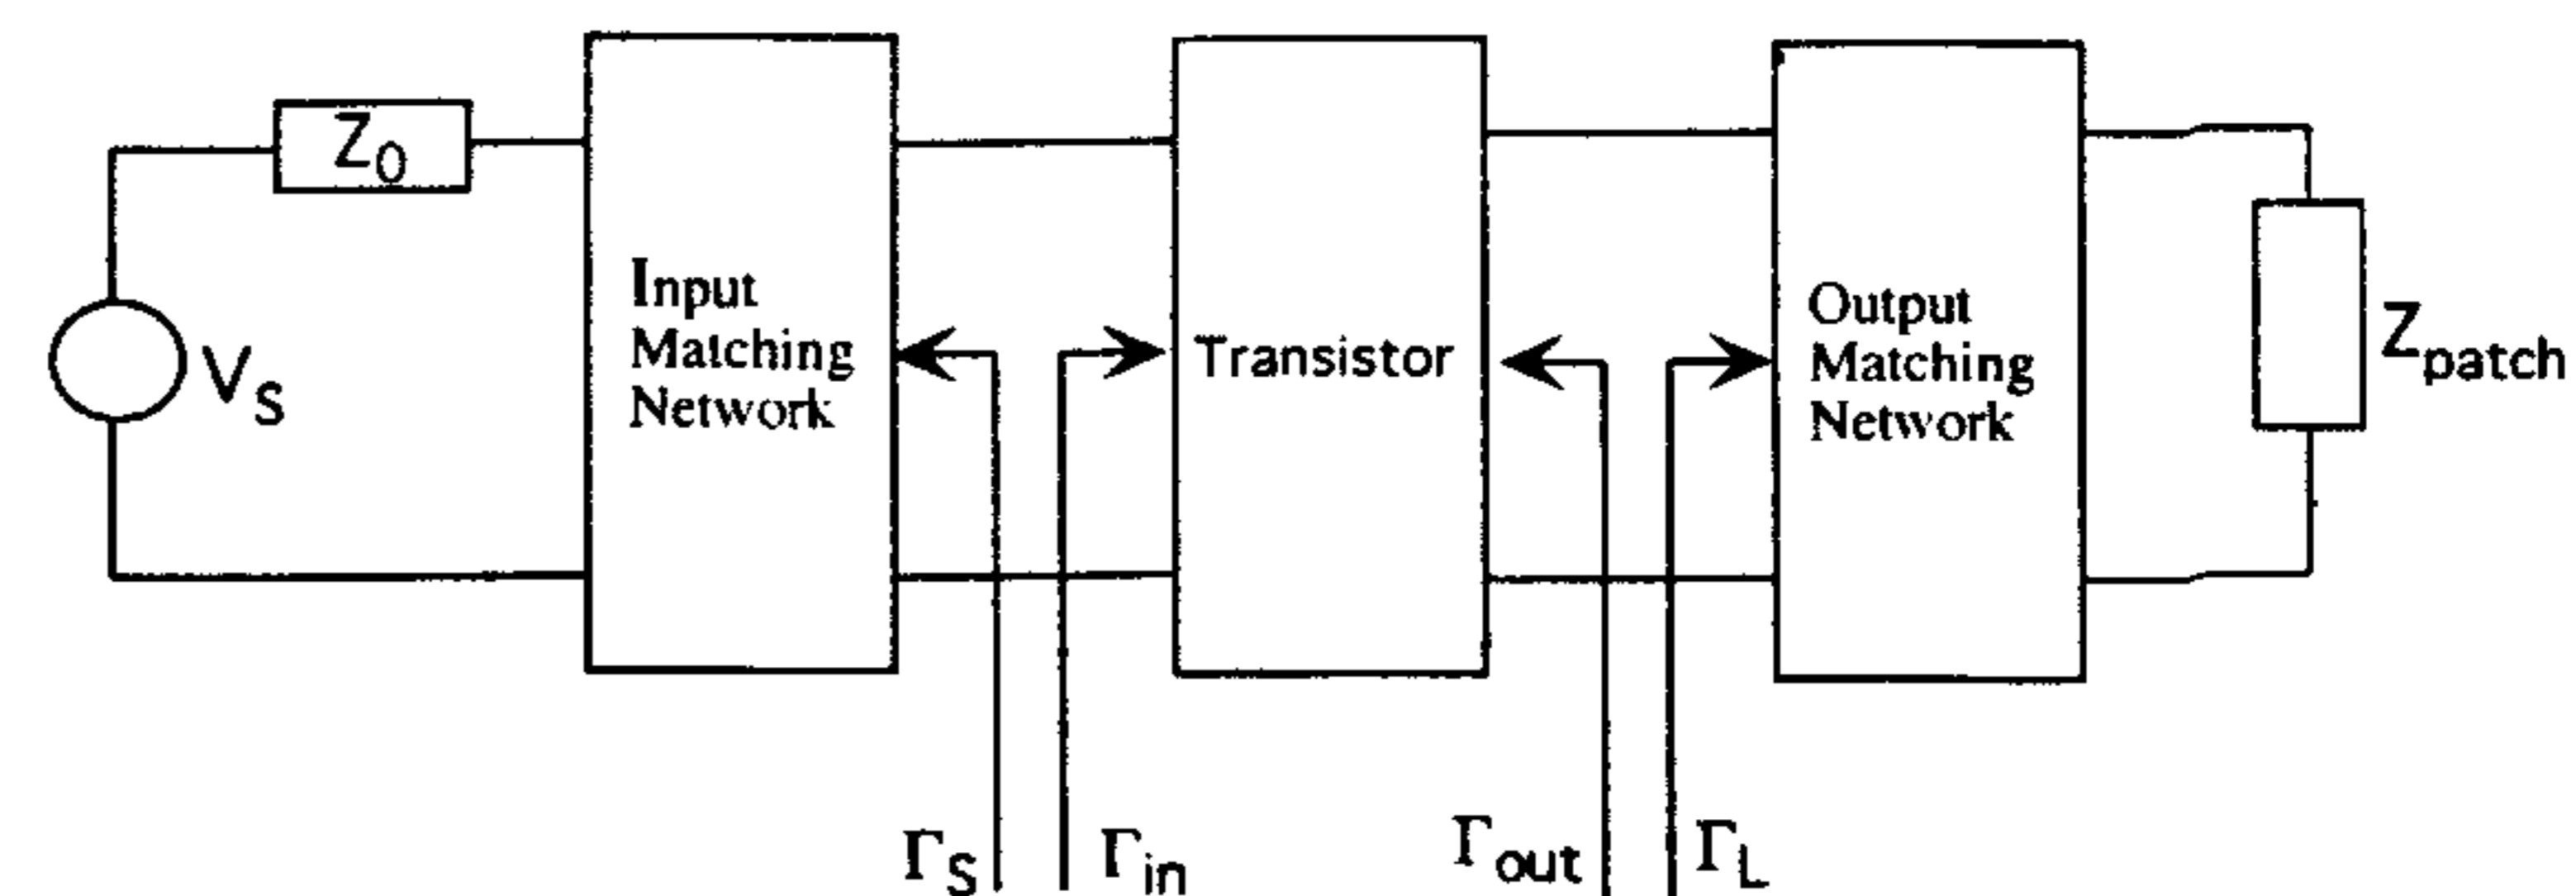 Z0
VS
Input
Matching
Network
Transistor
Output
Matching
Network
Zpatch
ΓS
Γin
Γout
ΓL